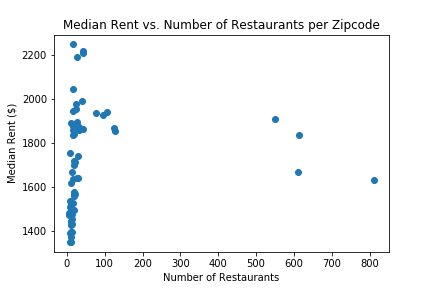 Median Rent vs. Number of Restaurants per Zipcode
Median Rent ($)
2200
2000
1800
1600
1400
0 100 200 300 400 500 600 700 800
Number of Restaurants